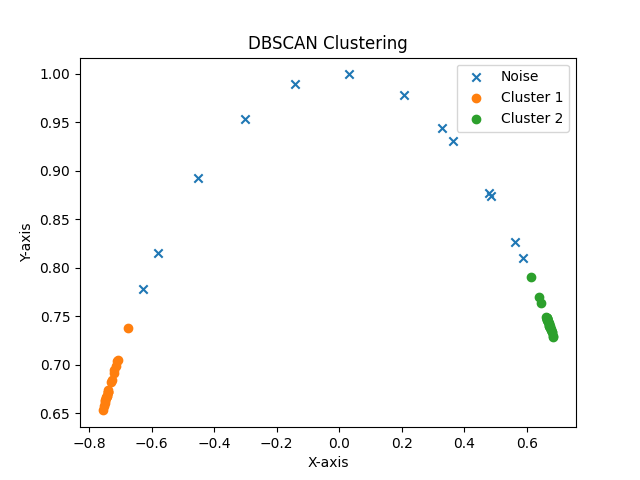 DBSCAN Clustering
Noise
Cluster 1
Cluster 2
1.00
0.95
0.90
0.85
0.80
0.75
0.70
0.65
Y-axis
−0.8
−0.6
−0.4
−0.2
0.0
0.2
0.4
0.6
X-axis